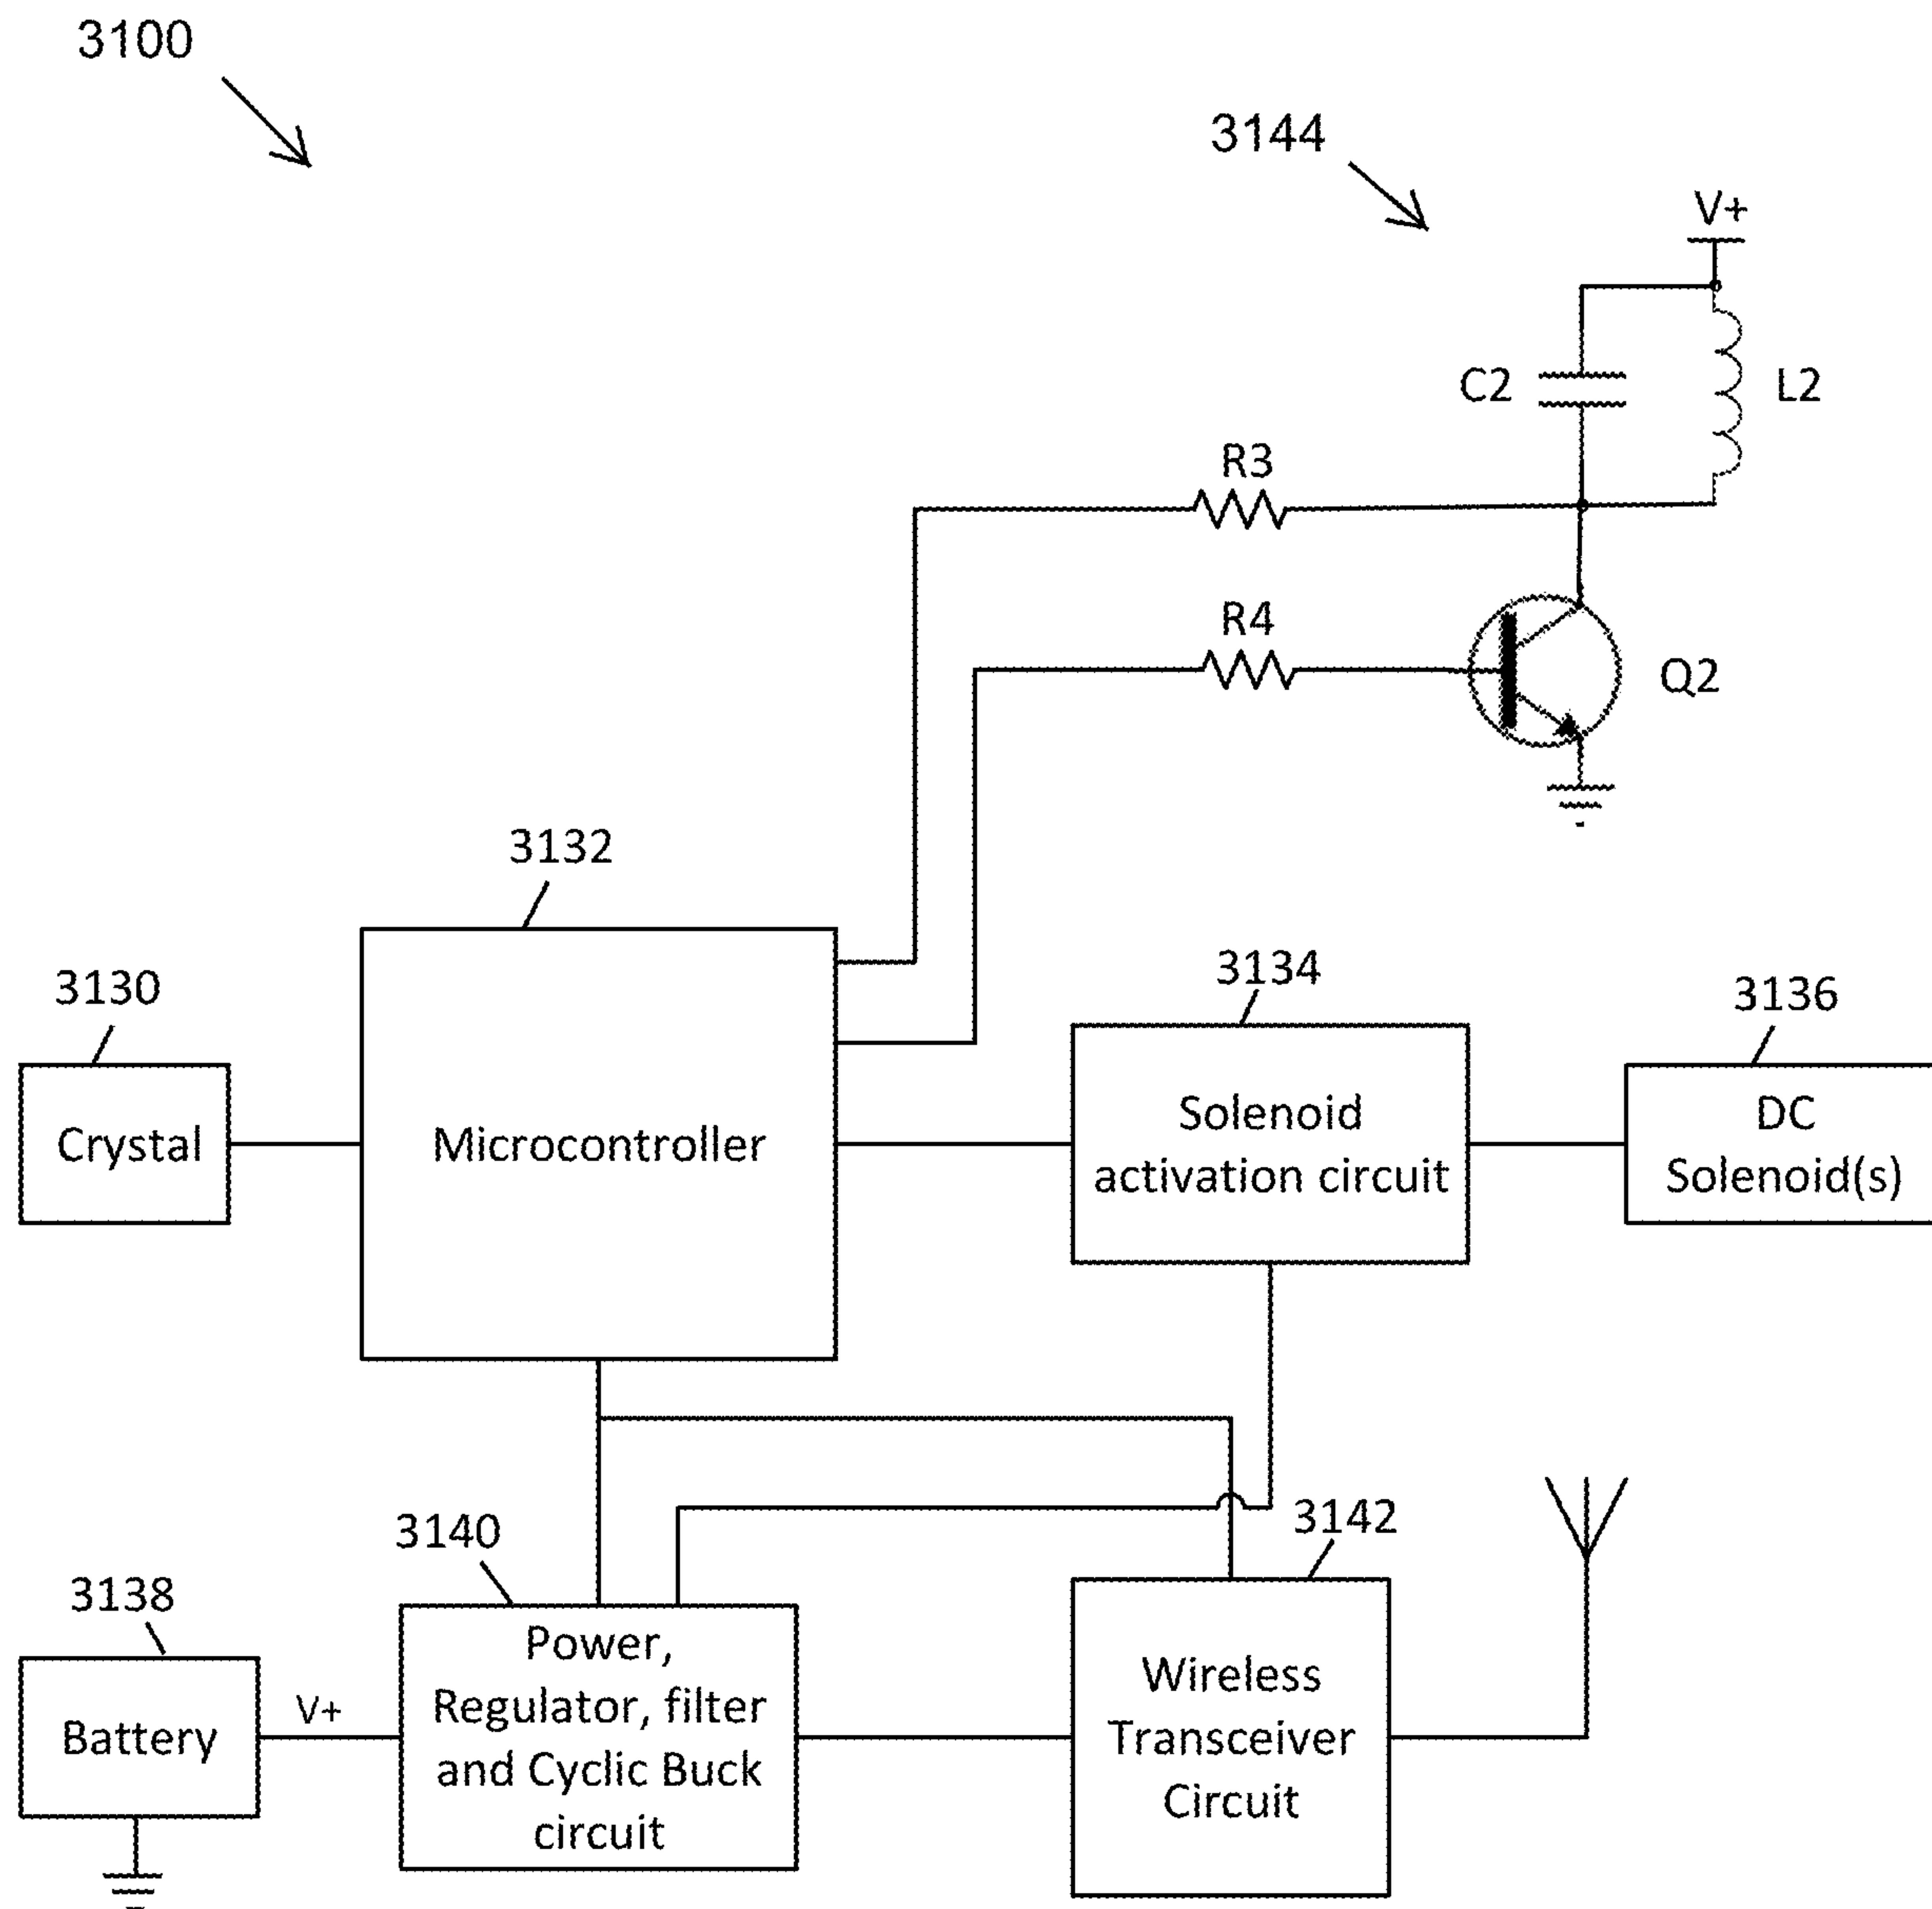 3100
3144
V+
C2
L2
R3
R4
Q2
3132
3130
3134
3136
Crystal
Microcontroller
Solenoid
activation circuit
DC
Solenoid(s)
3140
3142
3138
Battery
V+
Power,
Regulator, filter
and Cyclic Buck
circuit
Wireless
Transceiver
Circuit